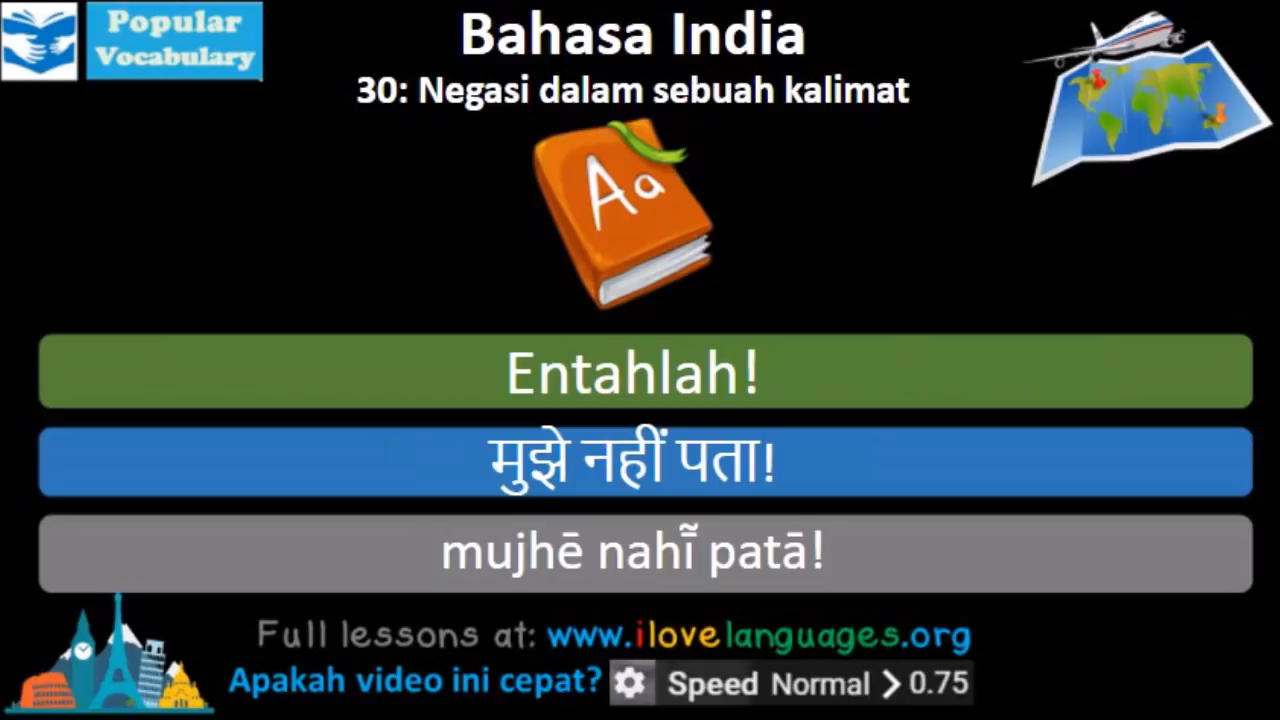 Popular
Vocabulary
Bahasa India
30: Negasi dalam sebuah kalimat
Aa
Entahlah!
मुझे नहीं पता!
mujhē nahī̃ patā!
Full lessons at: www.ilovelanguages.org
Apakah video ini cepat? Speed Normal > 0.75